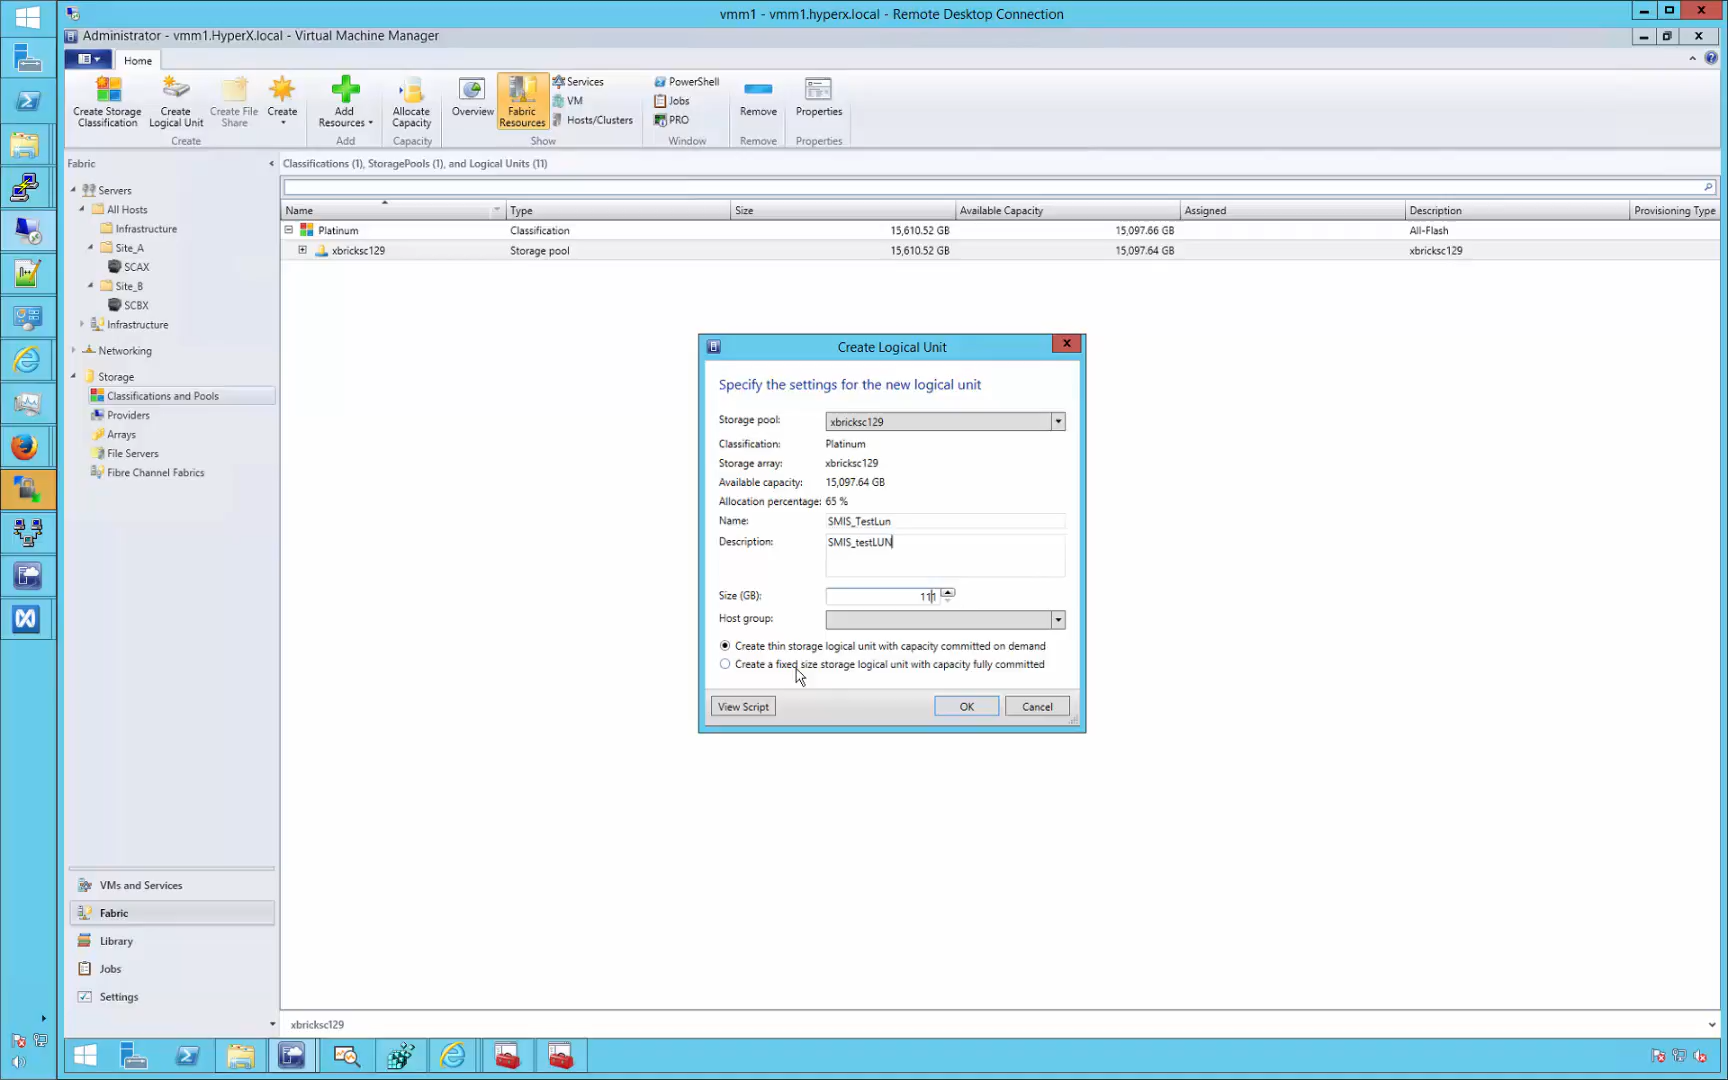 vmm1 - vmm1.hyperx.local - Remote Desktop Connection
Administrator - vmm1.HyperX.local - Virtual Machine Manager
Home
Create Storage Classification
Create Logical Unit
Create File Share
Create
Add Resources
Allocate Capacity
Overview
Fabric Resources
Services
VM
Hosts/Clusters
PowerShell
Jobs
PRO
Remove
Properties
Create
Add
Capacity
Show
Window
Remove
Properties
Fabric
Classifications (1), StoragePools (1), and Logical Units (11)
Servers
All Hosts
Infrastructure
Site_A
SCAX
Site_B
SCBX
Infrastructure
Networking
Storage
Classifications and Pools
Providers
Arrays
File Servers
Fibre Channel Fabrics
Name Type Size Available Capacity Assigned Description Provisioning Type
Platinum Classification 15,610.52 GB 15,097.66 GB All-Flash
xbricksc129 Storage pool 15,610.52 GB 15,097.64 GB xbricksc129
Create Logical Unit
Specify the settings for the new logical unit
Storage pool: xbricksc129
Classification: Platinum
Storage array: xbricksc129
Available capacity: 15,097.64 GB
Allocation percentage: 65 %
Name: SMIS_TestLun
Description: SMIS_testLUN
Size (GB): 111
Host group:
Create thin storage logical unit with capacity committed on demand
Create a fixed size storage logical unit with capacity fully committed
View Script OK Cancel
VMs and Services
Fabric
Library
Jobs
Settings
xbricksc129